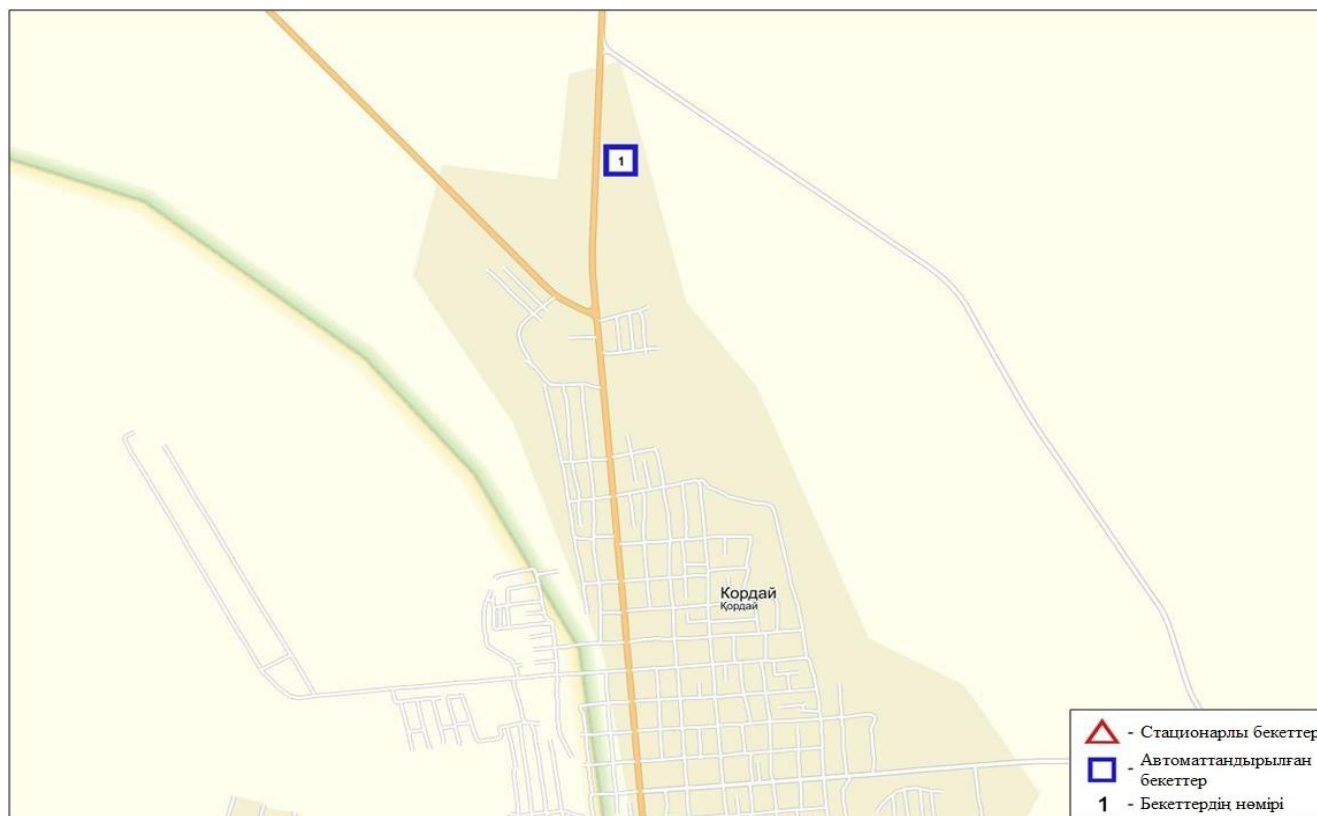 1
Кордай
Қордай
- Стационарлы бекеттер
- Автоматтандырылған
бекеттер
1 - Бекеттердің нөмірі